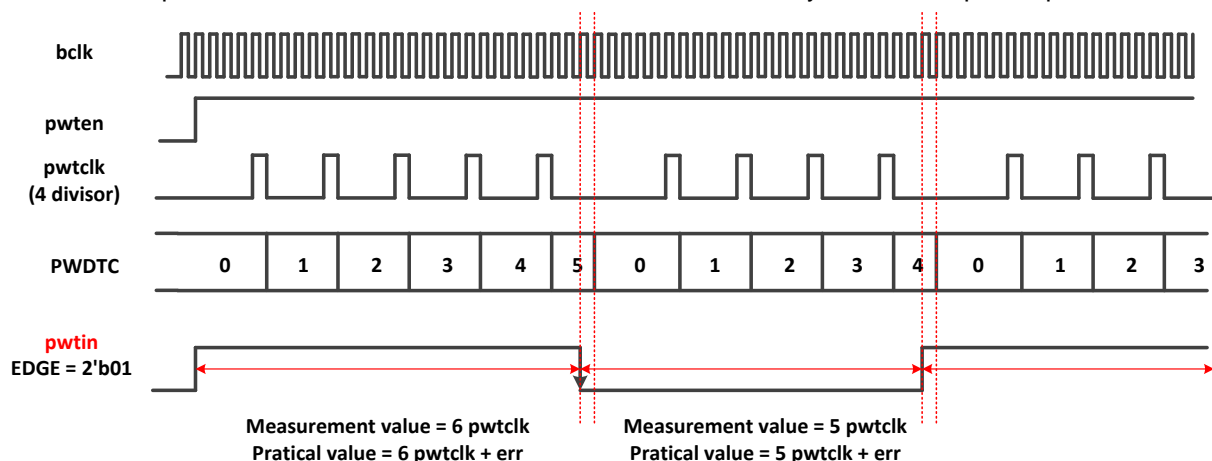 bclk
pwten
pwtclk
(4 divisor)
PWDTC 0 1 2 3 4 5 0 1 2 3 4 0 1 2 3
pwtin
EDGE = 2'b01
Measurement value = 6 pwtclk
Pratical value = 6 pwtclk + err
Measurement value = 5 pwtclk
Pratical value = 5 pwtclk + err